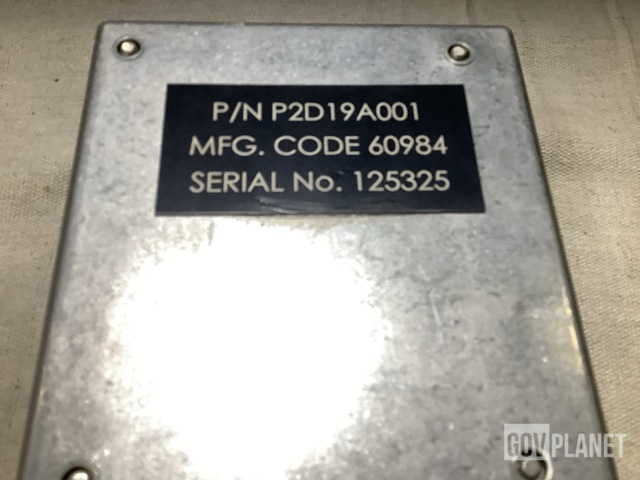 P/N P2D19A001
MFG. CODE 60984
SERIAL No. 125325
GOVPLANET